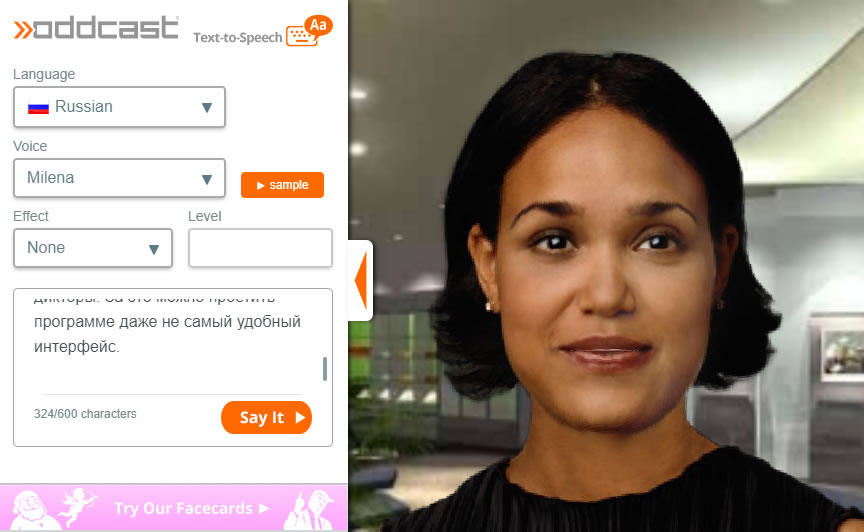 oddcast
Text-to-Speech
Aa
Language
Russian
Voice
Milena
sample
Effect
Level
None
дикторы. За это можно простить
программе даже не самый удобный
интерфейс.
324/600 characters
Say It
Try Our Facecards